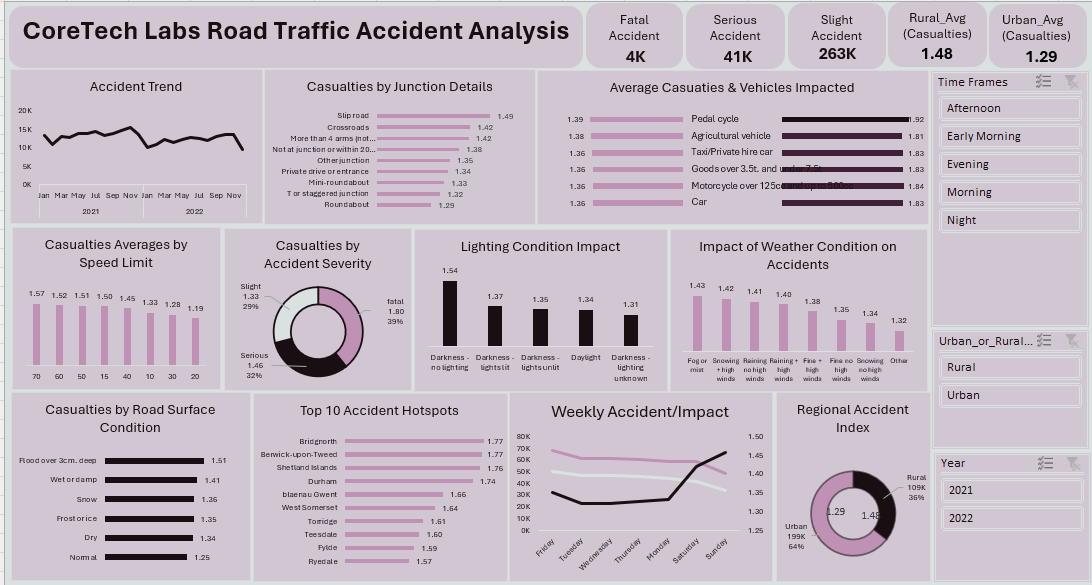 CoreTech Labs Road Traffic Accident Analysis
Fatal
Accident
4K
Serious
Accident
41K
Slight
Accident
263K
Rural_Avg
(Casualties)
1.48
Urban_Avg
(Casualties)
1.29
Accident Trend
20K
15K
10K
5K
0K
Jan Mar May Jul Sep Nov Jan Mar May Jul Sep Nov
2021 2022
Casualties by Junction Details
Slip road 1.49
Crossroads 1.42
More than 4 arms (not... 1.42
Not at junction or within 20... 1.38
Other junction 1.35
Private drive or entrance 1.34
Mini-roundabout 1.33
T or staggered junction 1.32
Roundabout 1.29
Average Casuaties & Vehicles Impacted
1.39 Pedal cycle 1.92
1.38 Agricultural vehicle 1.81
1.36 Taxi/Private hire car 1.83
1.36 Goods over 3.5t. and under 7.5t 1.83
1.36 Motorcycle over 125cc and up to 500cc 1.84
1.36 Car 1.83
Time Frames
Afternoon
Early Morning
Evening
Morning
Night
Casualties Averages by
Speed Limit
1.57 1.52 1.51 1.50 1.45 1.33 1.28 1.19
70 60 50 15 40 10 30 20
Casualties by
Accident Severity
Slight
1.33
29%
fatal
1.80
39%
Serious
1.46
32%
Lighting Condition Impact
1.54 1.37 1.35 1.34 1.31
Darkness -
no lighting
Darkness -
lights lit
Darkness -
lights unlit
Daylight
Darkness -
lighting
unknown
Impact of Weather Condition on
Accidents
1.43 1.42 1.41 1.40 1.38 1.35 1.34 1.32
Fog or
mist
Snowing
+ high
winds
Raining
no high
winds
Raining +
high
winds
Fine +
high
winds
Fine no
high
winds
Snowing
no high
winds
Other
Urban_or_Rural...
Rural
Urban
Casualties by Road Surface
Condition
Flood over 3cm. deep 1.51
Wet or damp 1.41
Snow 1.36
Frost or ice 1.35
Dry 1.34
Normal 1.25
Top 10 Accident Hotspots
Bridgnorth 1.77
Berwick-upon-Tweed 1.77
Shetland Islands 1.76
Durham 1.74
blaenau Gwent 1.66
West Somerset 1.64
Torridge 1.61
Teesdale 1.60
Fylde 1.59
Ryedale 1.57
Weekly Accident/Impact
80K
70K
60K
50K
40K
30K
20K
10K
0K
1.50
1.45
1.40
1.35
1.30
1.25
Friday Tuesday Wednesday Thursday Monday Saturday Sunday
Regional Accident
Index
Rural
109K
36%
1.29 1.48
Urban
199K
64%
Year
2021
2022